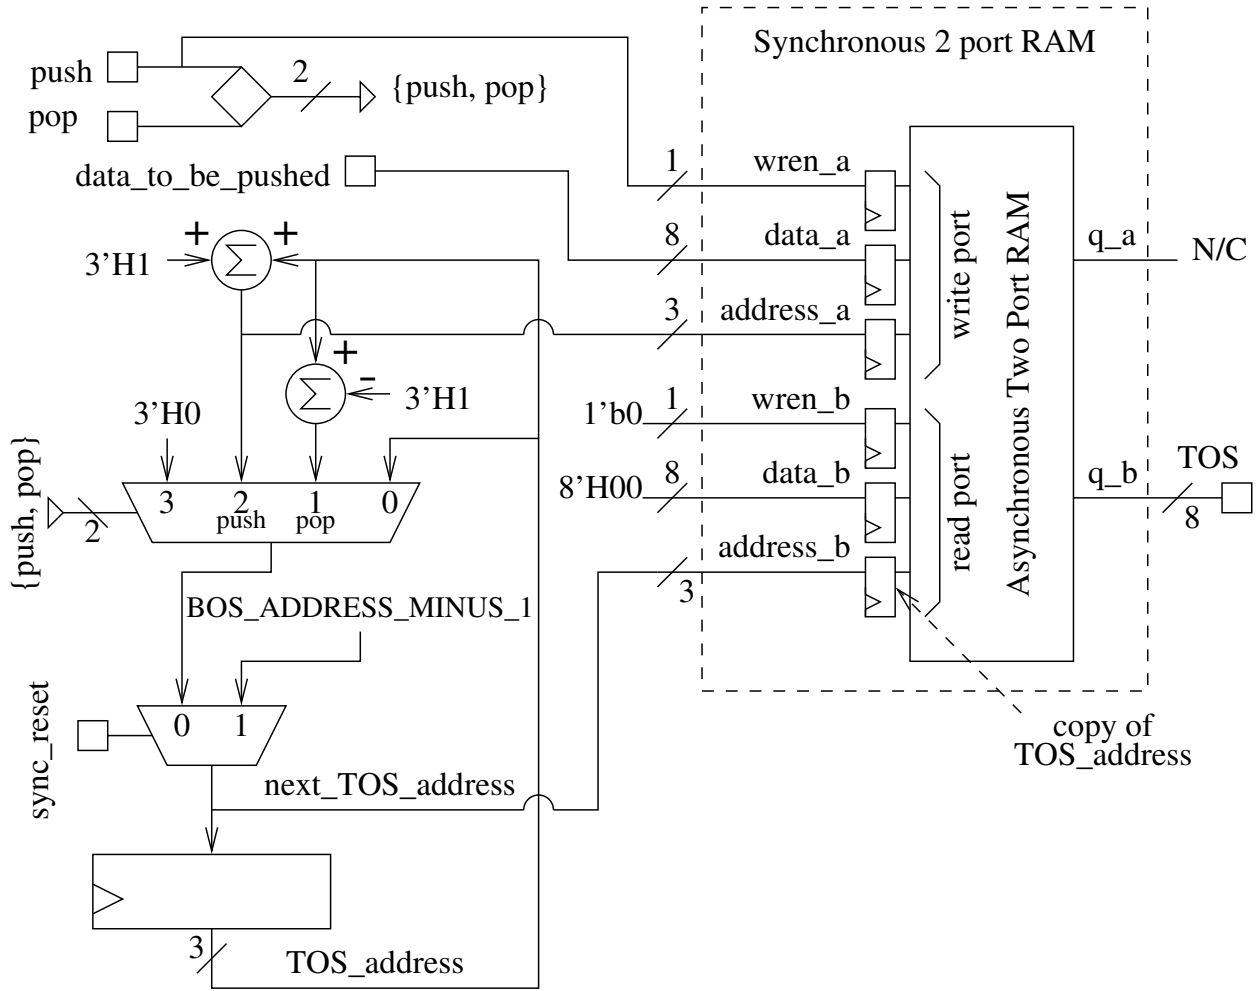 Synchronous 2 port RAM
push
pop
2
{push, pop}
data_to_be_pushed
1
wren_a
8
data_a
3
address_a
3'H1
+
+
Σ
+
-
Σ
3'H1
3'H0
1'b0
1
wren_b
8'H00
8
data_b
address_b
3
write port
read port
Asynchronous Two Port RAM
q_a
N/C
q_b
TOS
8
{push, pop}
2
3
2
1
0
push
pop
BOS_ADDRESS_MINUS_1
sync_reset
0
1
copy of
TOS_address
next_TOS_address
3
TOS_address